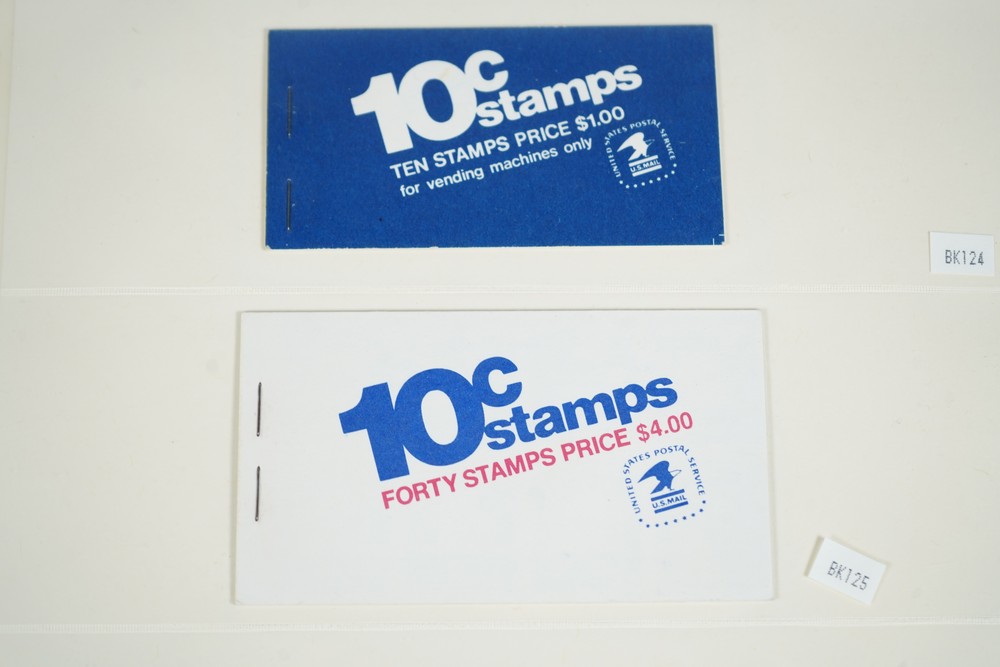 10c
stamps
TEN STAMPS PRICE $1.00
for vending machines only
UNITED STATES POSTAL SERVICE
U.S.MAIL
BK124
10c
stamps
FORTY STAMPS PRICE $4.00
UNITED STATES POSTAL SERVICE
U.S.MAIL
BK125